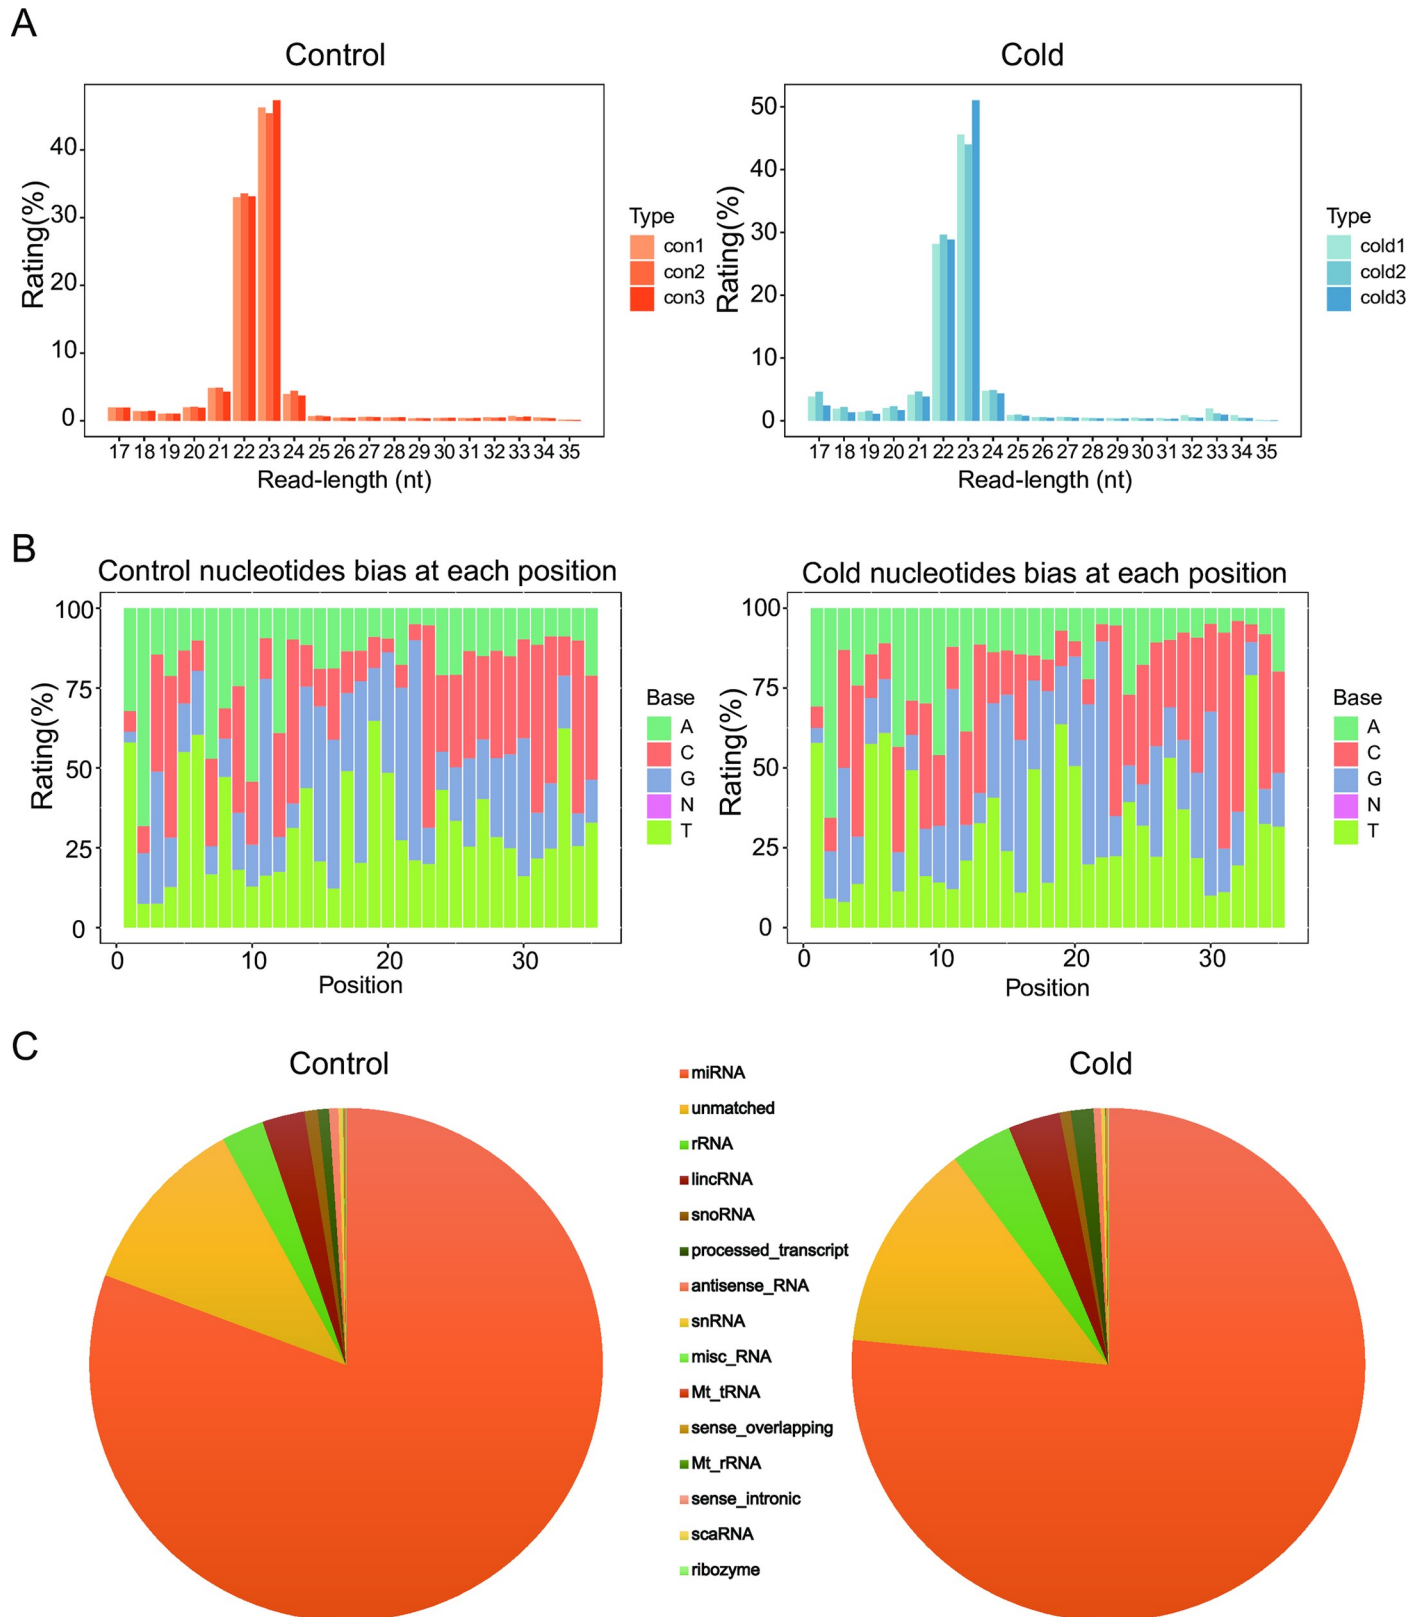 A
Control
Cold
Rating(%)
40
30
20
10
0
17 18 19 20 21 22 23 24 25 26 27 28 29 30 31 32 33 34 35
Read-length (nt)
Type
con1
con2
con3
Rating(%)
50
40
30
20
10
0
17 18 19 20 21 22 23 24 25 26 27 28 29 30 31 32 33 34 35
Read-length (nt)
Type
cold1
cold2
cold3
B
Control nucleotides bias at each position
Rating(%)
100
75
50
25
0
0 10 20 30
Position
Base
A
C
G
N
T
Cold nucleotides bias at each position
Rating(%)
100
75
50
25
0
0 10 20 30
Position
Base
A
C
G
N
T
C
Control
Cold
miRNA
unmatched
rRNA
lincRNA
snoRNA
processed_transcript
antisense_RNA
snRNA
misc_RNA
Mt_tRNA
sense_overlapping
Mt_rRNA
sense_intronic
scaRNA
ribozyme